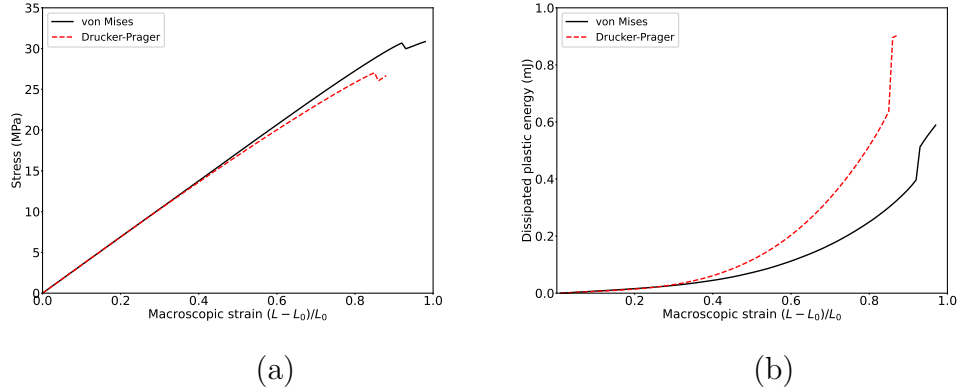 von Mises
Drucker-Prager
35
30
25
20
15
10
5
0
Stress (MPa)
0.0 0.2 0.4 0.6 0.8 1.0
Macroscopic strain (L − L₀)/L₀
(a)
von Mises
Drucker-Prager
1.0
0.8
0.6
0.4
0.2
0.0
Dissipated plastic energy (mJ)
0.2 0.4 0.6 0.8 1.0
Macroscopic strain (L − L₀)/L₀
(b)